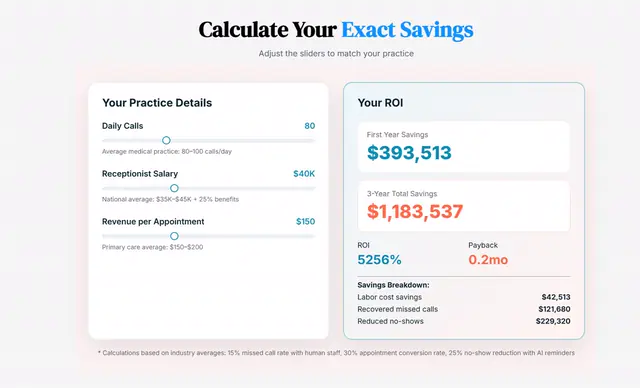 Calculate Your Exact Savings
Adjust the sliders to match your practice
Your Practice Details
Daily Calls 80
Average medical practice: 80–100 calls/day
Receptionist Salary $40K
National average: $35K–$45K + 25% benefits
Revenue per Appointment $150
Primary care average: $150–$200
Your ROI
First Year Savings
$393,513
3-Year Total Savings
$1,183,537
ROI Payback
5256% 0.2mo
Savings Breakdown:
Labor cost savings $42,513
Recovered missed calls $121,680
Reduced no-shows $229,320
* Calculations based on industry averages: 15% missed call rate with human staff, 30% appointment conversion rate, 25% no-show reduction with AI reminders